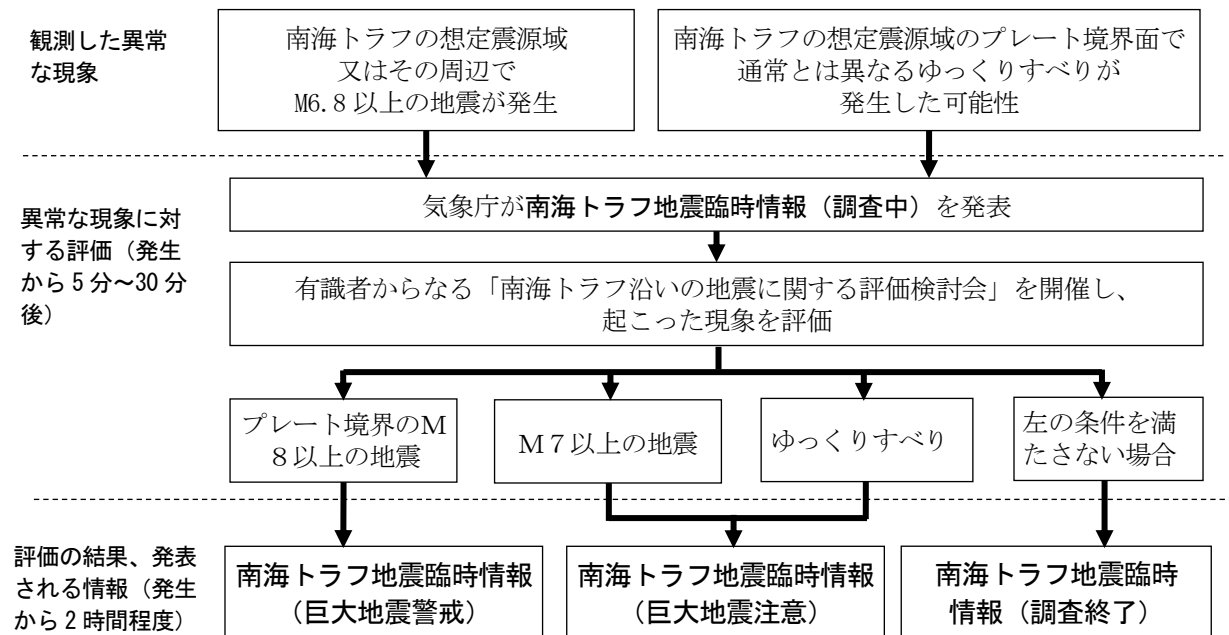 観測した異常
な現象
南海トラフの想定震源域
又はその周辺で
M6.8以上の地震が発生
南海トラフの想定震源域のプレート境界面で
通常とは異なるゆっくりすべりが
発生した可能性
異常な現象に対
する評価（発生
から5分～30分
後）
気象庁が南海トラフ地震臨時情報（調査中）を発表
有識者からなる「南海トラフ沿いの地震に関する評価検討会」を開催し、
起こった現象を評価
プレート境界のM
８以上の地震
Ｍ７以上の地震
ゆっくりすべり
左の条件を満
たさない場合
評価の結果、発表
される情報（発生
から2時間程度）
南海トラフ地震臨時情報
（巨大地震警戒）
南海トラフ地震臨時情報
（巨大地震注意）
南海トラフ地震臨時
情報（調査終了）